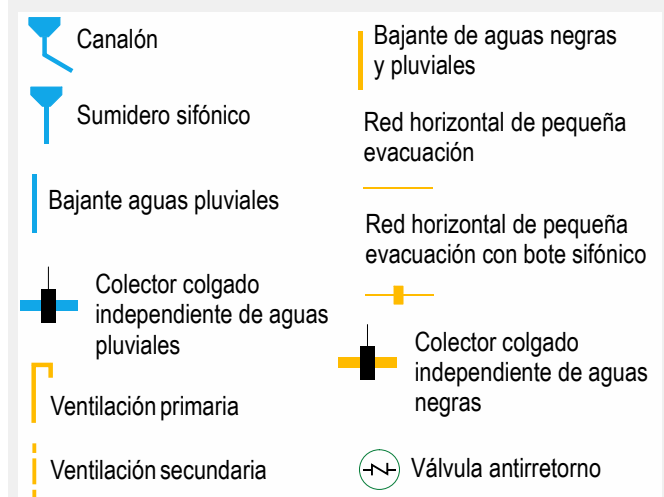 Canalón
Sumidero sifónico
Bajante aguas pluviales
Colector colgado
independiente de aguas
pluviales
Ventilación primaria
Ventilación secundaria
Bajante de aguas negras
y pluviales
Red horizontal de pequeña
evacuación
Red horizontal de pequeña
evacuación con bote sifónico
Colector colgado
independiente de aguas
negras
Válvula antirretorno